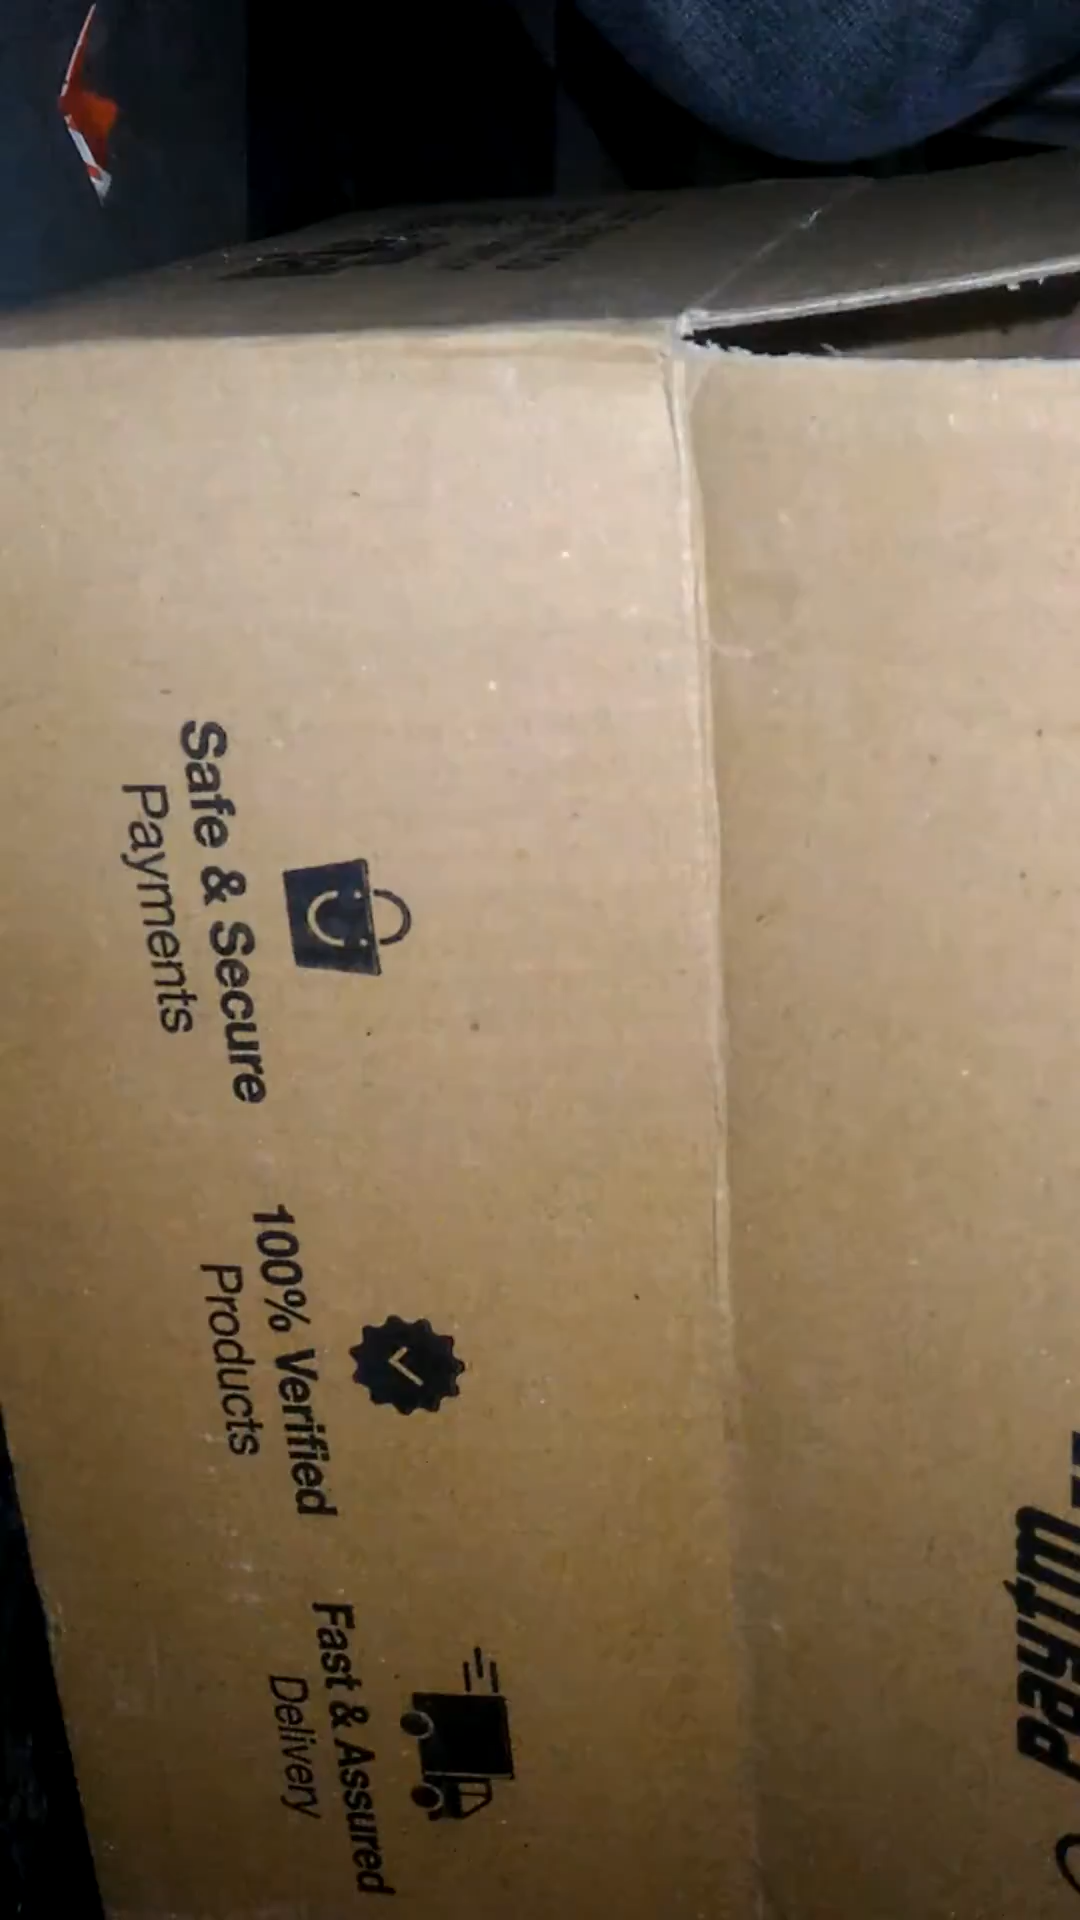 Safe & Secure
Payments
100% Verified
Products
Fast & Assured
Delivery